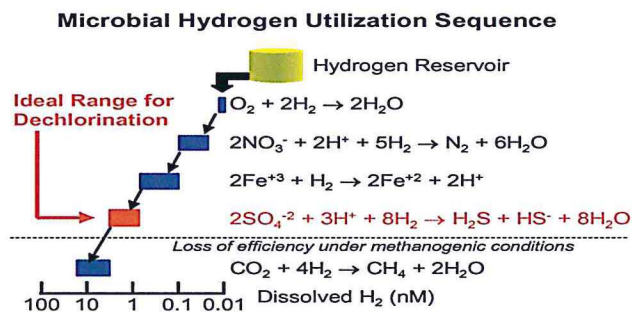 Microbial Hydrogen Utilization Sequence
Hydrogen Reservoir
Ideal Range for
Dechlorination
O₂ + 2H₂ → 2H₂O
2NO₃⁻ + 2H⁺ + 5H₂ → N₂ + 6H₂O
2Fe⁺³ + H₂ → 2Fe⁺² + 2H⁺
2SO₄⁻² + 3H⁺ + 8H₂ → H₂S + HS⁻ + 8H₂O
Loss of efficiency under methanogenic conditions
CO₂ + 4H₂ → CH₄ + 2H₂O
100 10 1 0.1 0.01 Dissolved H₂ (nM)